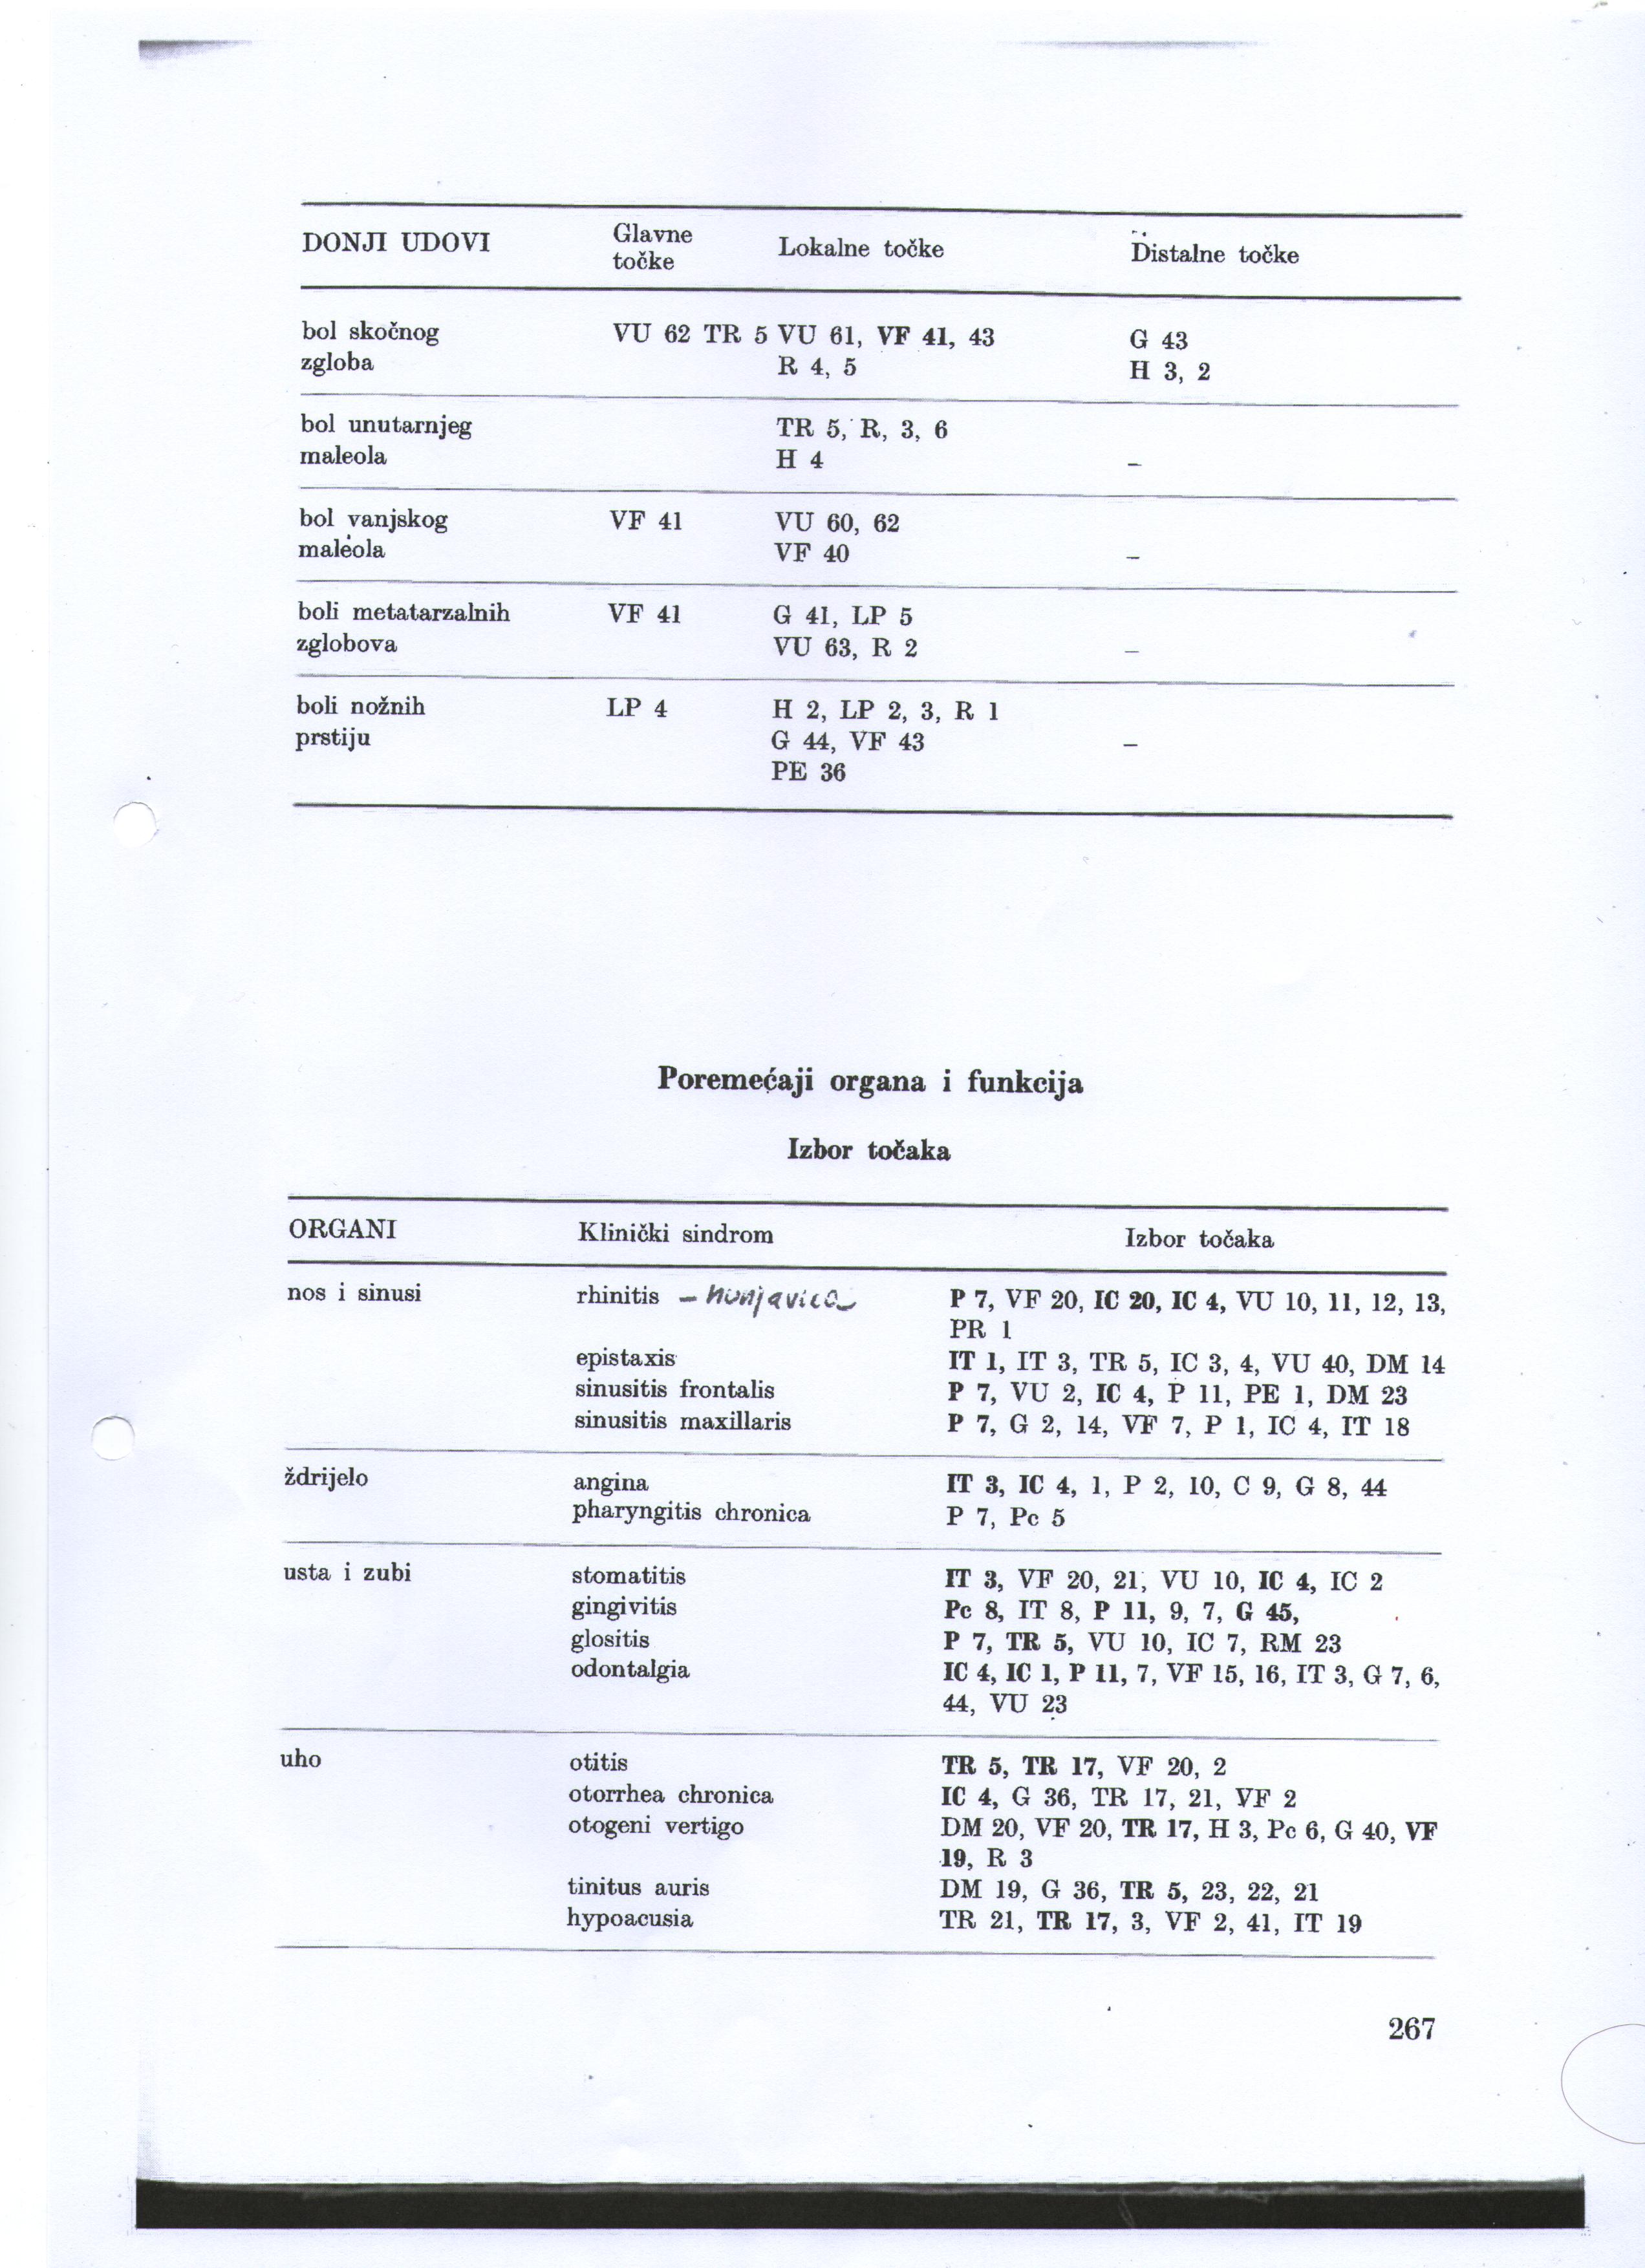 DONJI UDOVI Glavne točke Lokalne točke Distalne točke
bol skočnog VU 62 TR 5 VU 61, VF 41, 43 G 43
zgloba R 4, 5 H 3, 2
bol unutarnjeg TR 5, R, 3, 6
maleola H 4 –
bol vanjskog VF 41 VU 60, 62
maleola VF 40 –
boli metatarzalnih VF 41 G 41, LP 5
zglobova VU 63, R 2 –
boli nožnih LP 4 H 2, LP 2, 3, R 1
prstiju G 44, VF 43 –
PE 36
Poremećaji organa i funkcija
Izbor točaka
ORGANI Klinički sindrom Izbor točaka
nos i sinusi rhinitis – hunjavica P 7, VF 20, IC 20, IC 4, VU 10, 11, 12, 13,
PR 1
epistaxis IT 1, IT 3, TR 5, IC 3, 4, VU 40, DM 14
sinusitis frontalis P 7, VU 2, IC 4, P 11, PE 1, DM 23
sinusitis maxillaris P 7, G 2, 14, VF 7, P 1, IC 4, IT 18
ždrijelo angina IT 3, IC 4, 1, P 2, 10, C 9, G 8, 44
pharyngitis chronica P 7, Pc 5
usta i zubi stomatitis IT 3, VF 20, 21, VU 10, IC 4, IC 2
gingivitis Pc 8, IT 8, P 11, 9, 7, G 45,
glositis P 7, TR 5, VU 10, IC 7, RM 23
odontalgia IC 4, IC 1, P 11, 7, VF 15, 16, IT 3, G 7, 6,
44, VU 23
uho otitis TR 5, TR 17, VF 20, 2
otorrhea chronica IC 4, G 36, TR 17, 21, VF 2
otogeni vertigo DM 20, VF 20, TR 17, H 3, Pc 6, G 40, VF
19, R 3
tinitus auris DM 19, G 36, TR 5, 23, 22, 21
hypoacusia TR 21, TR 17, 3, VF 2, 41, IT 19
267